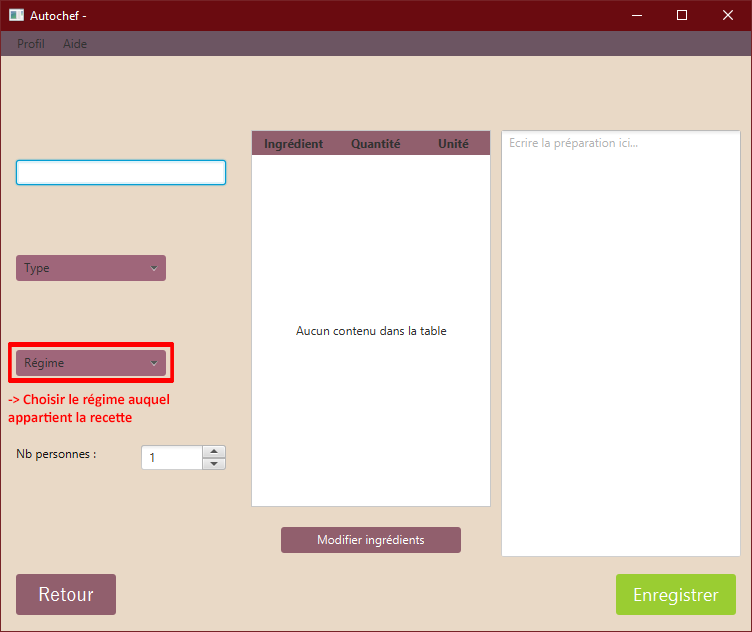 Autochef -
Profil Aide
Ingrédient Quantité Unité
Ecrire la préparation ici...
Type
Aucun contenu dans la table
Régime
-> Choisir le régime auquel
appartient la recette
Nb personnes : 1
Modifier ingrédients
Retour
Enregistrer